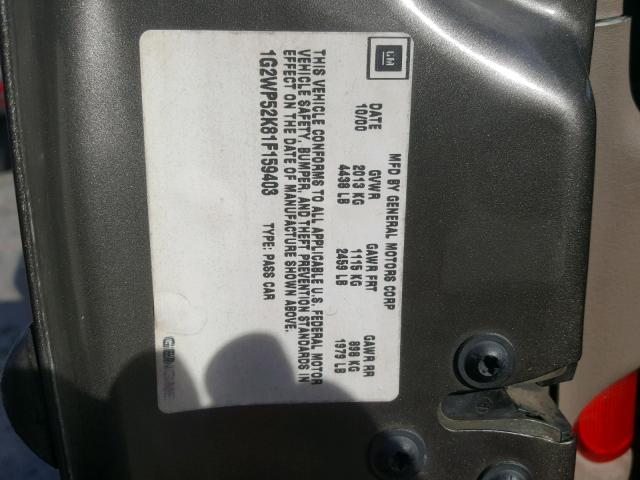 GM
MFD BY GENERAL MOTORS CORP
DATE GVWR GAWR FRT GAWR RR
10/00 2013 KG 1115 KG 898 KG
4438 LB 2459 LB 1979 LB
THIS VEHICLE CONFORMS TO ALL APPLICABLE U.S. FEDERAL MOTOR
VEHICLE SAFETY, BUMPER, AND THEFT PREVENTION STANDARDS IN
EFFECT ON THE DATE OF MANUFACTURE SHOWN ABOVE.
1G2WP52K81F159403 TYPE: PASS CAR